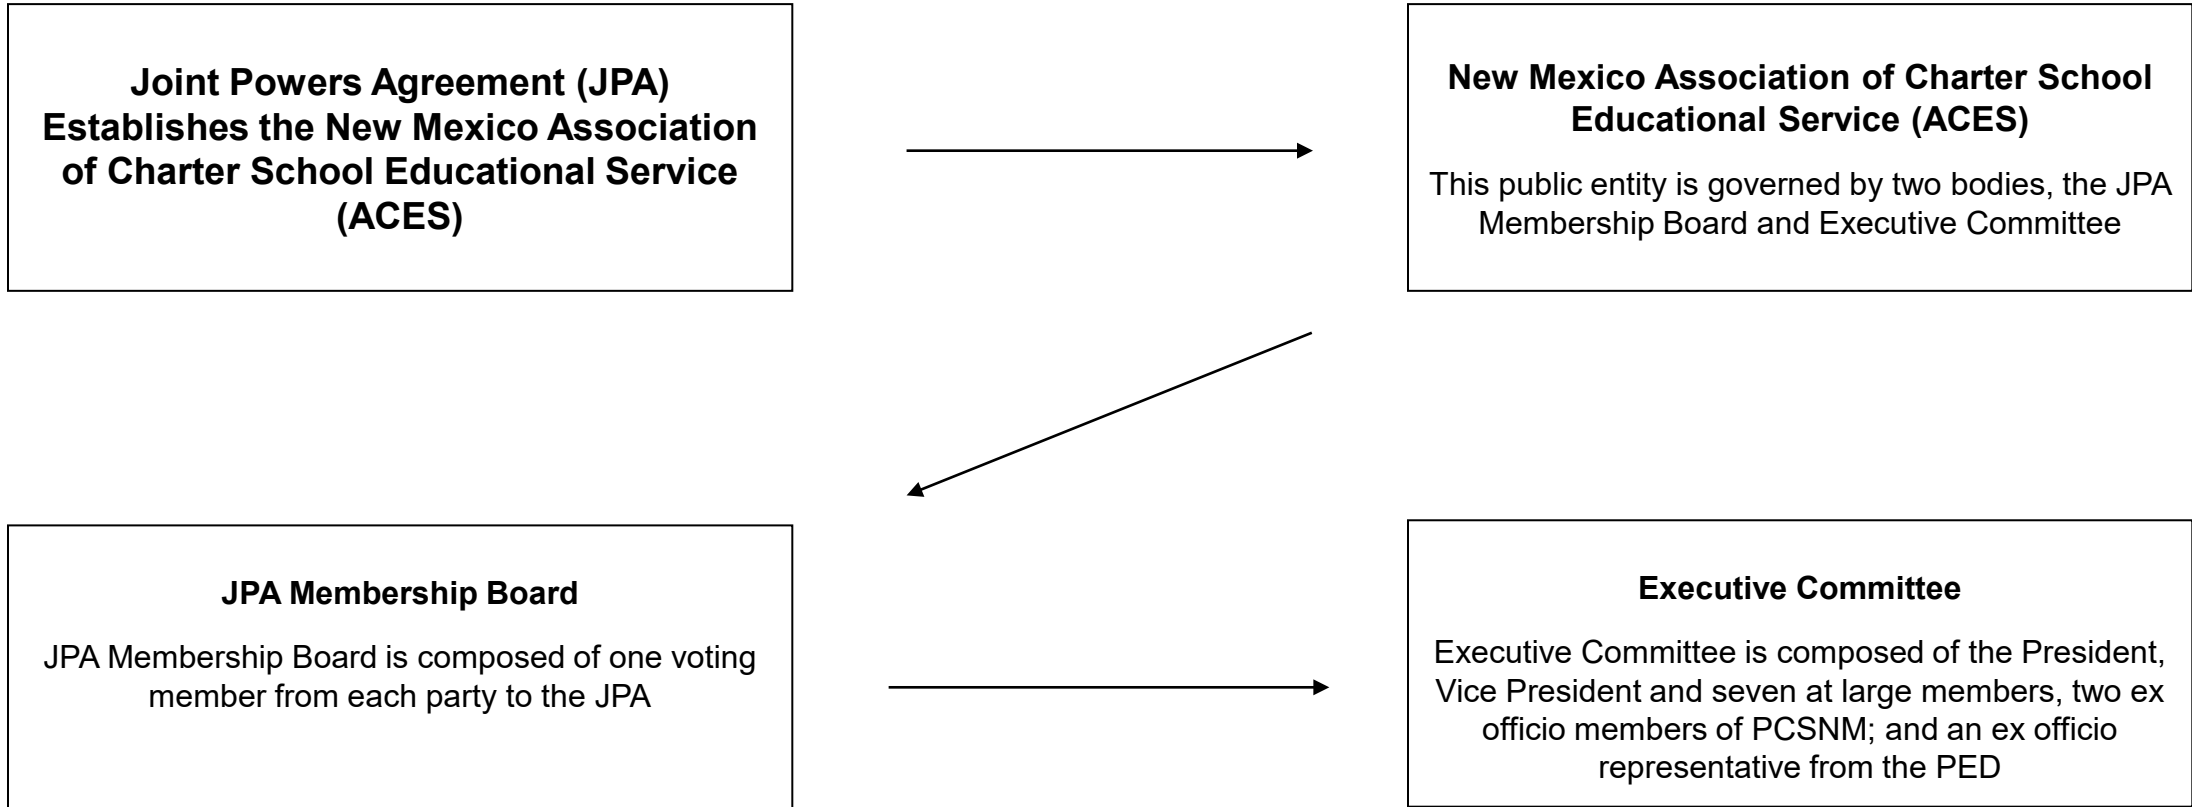 Joint Powers Agreement (JPA)
Establishes the New Mexico Association
of Charter School Educational Service
(ACES)
New Mexico Association of Charter School
Educational Service (ACES)
This public entity is governed by two bodies, the JPA
Membership Board and Executive Committee
JPA Membership Board
JPA Membership Board is composed of one voting
member from each party to the JPA
Executive Committee
Executive Committee is composed of the President,
Vice President and seven at large members, two ex
officio members of PCSNM; and an ex officio
representative from the PED